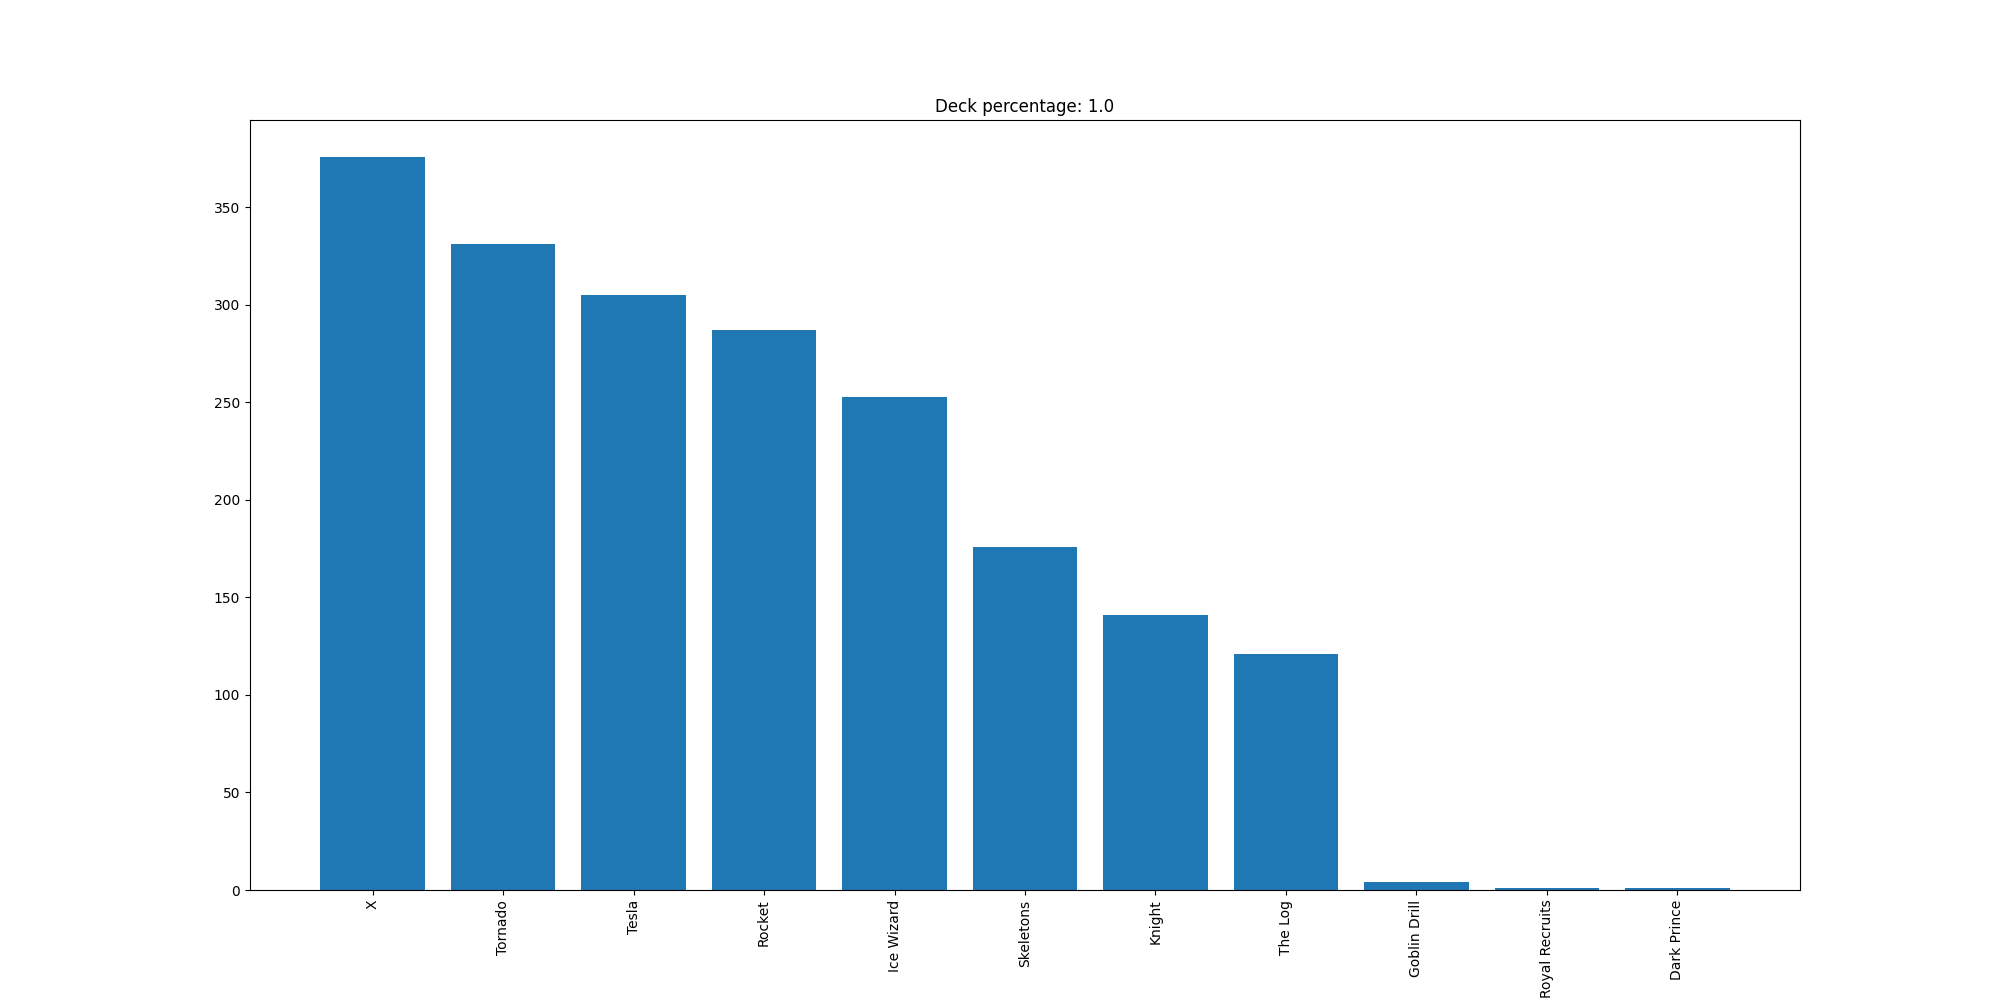 Deck percentage: 1.0
350
300
250
200
150
100
50
0
X
Tornado
Tesla
Rocket
Ice Wizard
Skeletons
Knight
The Log
Goblin Drill
Royal Recruits
Dark Prince